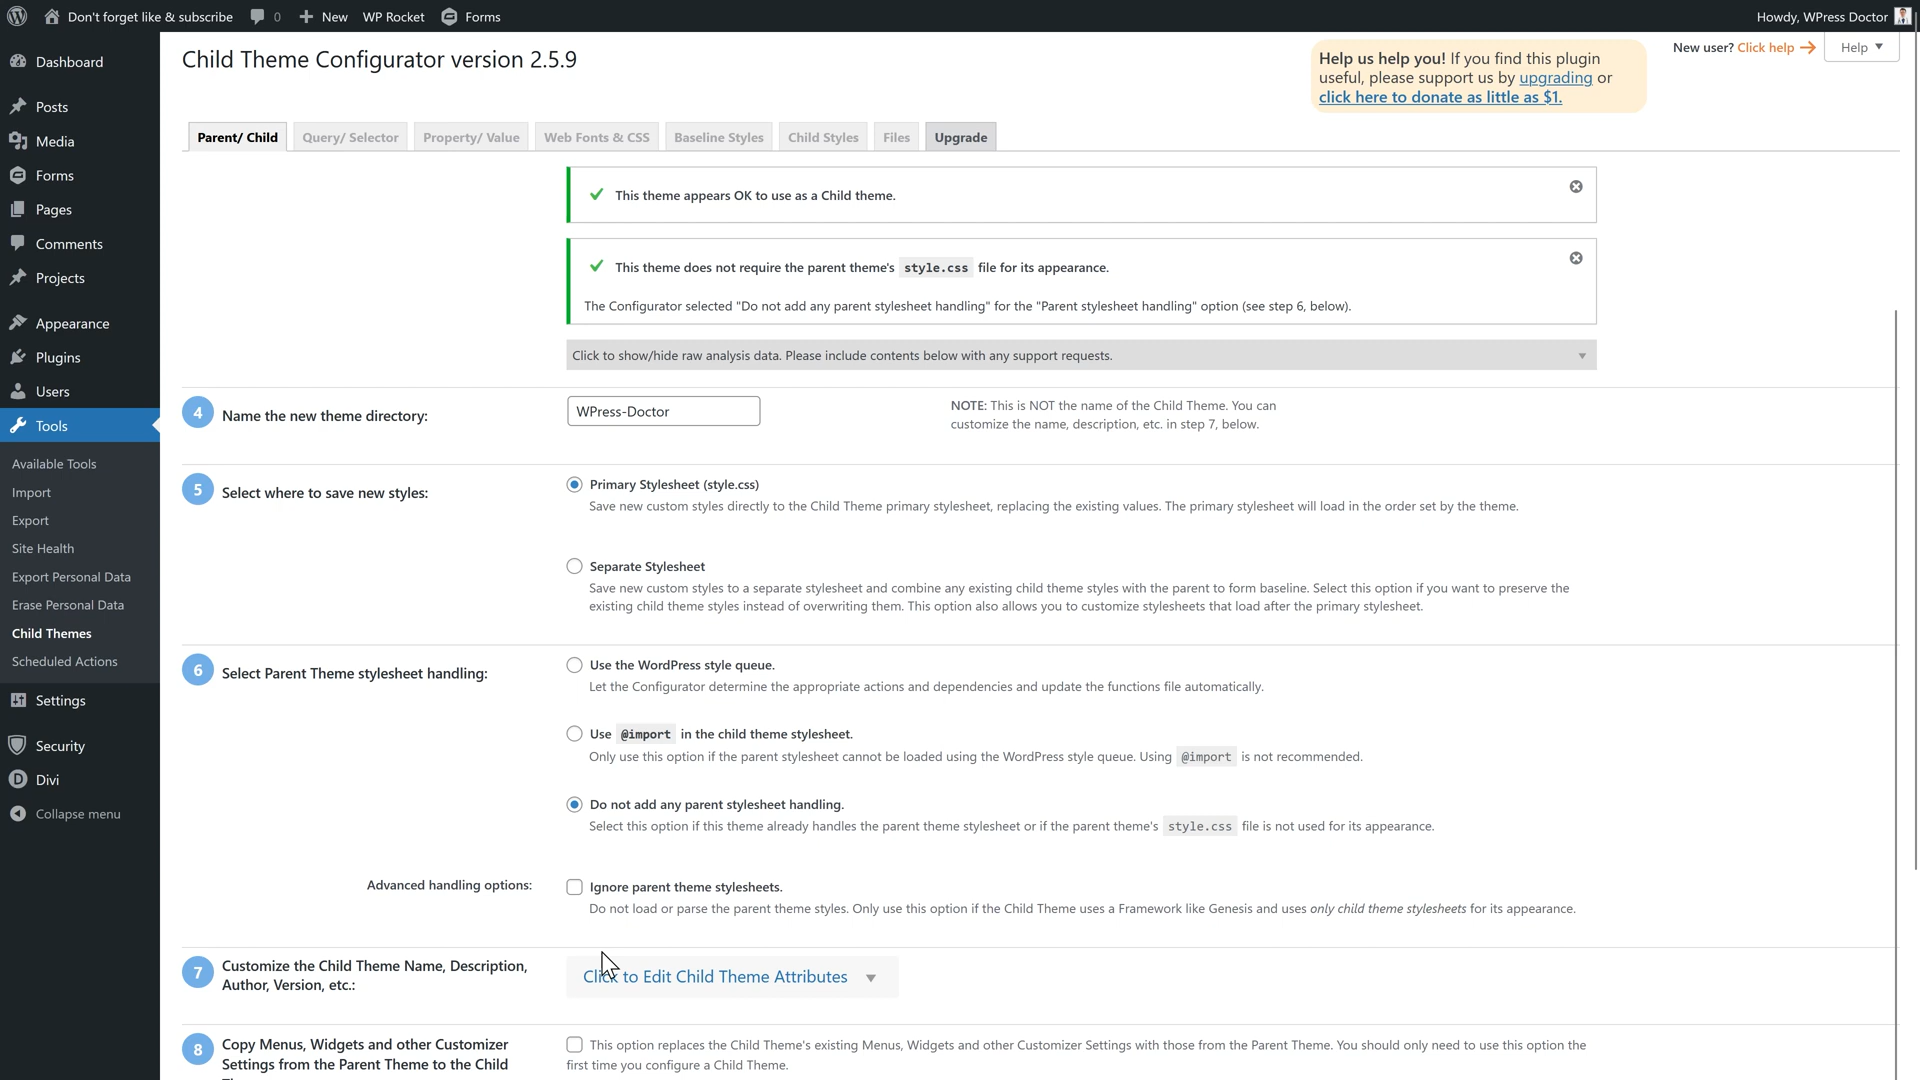 Don't forget like & subscribe 0 New WP Rocket Forms Howdy, WPress Doctor
Child Theme Configurator version 2.5.9
Help us help you! If you find this plugin
useful, please support us by upgrading or
click here to donate as little as $1.
New user? Click help
Help
Dashboard
Posts
Media
Forms
Pages
Comments
Projects
Appearance
Plugins
Users
Tools
Available Tools
Import
Export
Site Health
Export Personal Data
Erase Personal Data
Child Themes
Scheduled Actions
Settings
Security
Divi
Collapse menu
Parent/ Child Query/ Selector Property/ Value Web Fonts & CSS Baseline Styles Child Styles Files Upgrade
This theme appears OK to use as a Child theme.
This theme does not require the parent theme's style.css file for its appearance.
The Configurator selected "Do not add any parent stylesheet handling" for the "Parent stylesheet handling" option (see step 6, below).
Click to show/hide raw analysis data. Please include contents below with any support requests.
4 Name the new theme directory:
WPress-Doctor
NOTE: This is NOT the name of the Child Theme. You can
customize the name, description, etc. in step 7, below.
5 Select where to save new styles:
Primary Stylesheet (style.css)
Save new custom styles directly to the Child Theme primary stylesheet, replacing the existing values. The primary stylesheet will load in the order set by the theme.
Separate Stylesheet
Save new custom styles to a separate stylesheet and combine any existing child theme styles with the parent to form baseline. Select this option if you want to preserve the
existing child theme styles instead of overwriting them. This option also allows you to customize stylesheets that load after the primary stylesheet.
6 Select Parent Theme stylesheet handling:
Use the WordPress style queue.
Let the Configurator determine the appropriate actions and dependencies and update the functions file automatically.
Use @import in the child theme stylesheet.
Only use this option if the parent stylesheet cannot be loaded using the WordPress style queue. Using @import is not recommended.
Do not add any parent stylesheet handling.
Select this option if this theme already handles the parent theme stylesheet or if the parent theme's style.css file is not used for its appearance.
Advanced handling options:
Ignore parent theme stylesheets.
Do not load or parse the parent theme styles. Only use this option if the Child Theme uses a Framework like Genesis and uses only child theme stylesheets for its appearance.
7 Customize the Child Theme Name, Description,
Author, Version, etc.:
Click to Edit Child Theme Attributes
8 Copy Menus, Widgets and other Customizer
Settings from the Parent Theme to the Child
This option replaces the Child Theme's existing Menus, Widgets and other Customizer Settings with those from the Parent Theme. You should only need to use this option the
first time you configure a Child Theme.